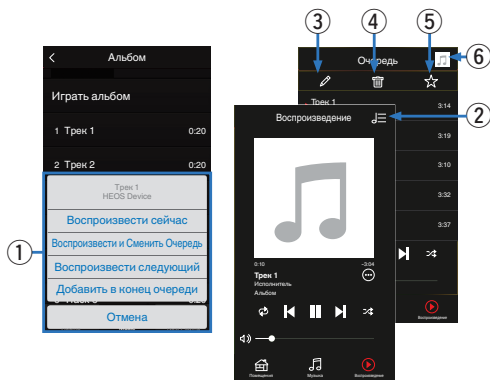 3
4
5
6
2
1
Альбом
Играть альбом
1 Трек 1 0:20
2 Трек 2 0:20
Трек 1
HEOS Device
Воспроизвести сейчас
Воспроизвести и Сменить Очередь
Воспроизвести следующий
Добавить в конец очереди
Отмена
Очередь
Трек 1 3:14
3:19
3:10
3:32
3:37
Воспроизведение
Воспроизведение
0:10 -3:04
Трек 1
Исполнитель
Альбом
Помещения Музыка Воспроизведение